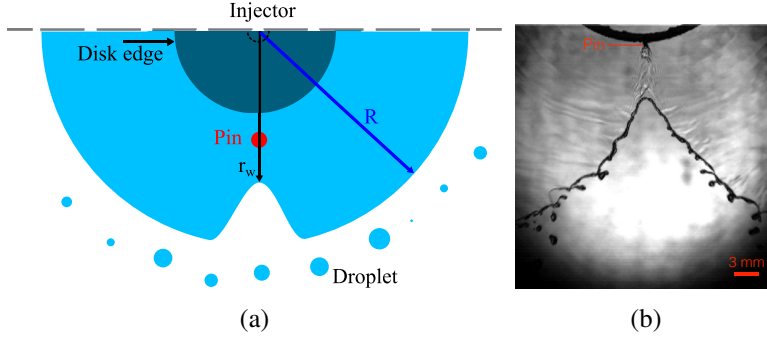 Injector
Disk edge
Pin
R
r_w
Droplet
Pin
3 mm
(a)
(b)